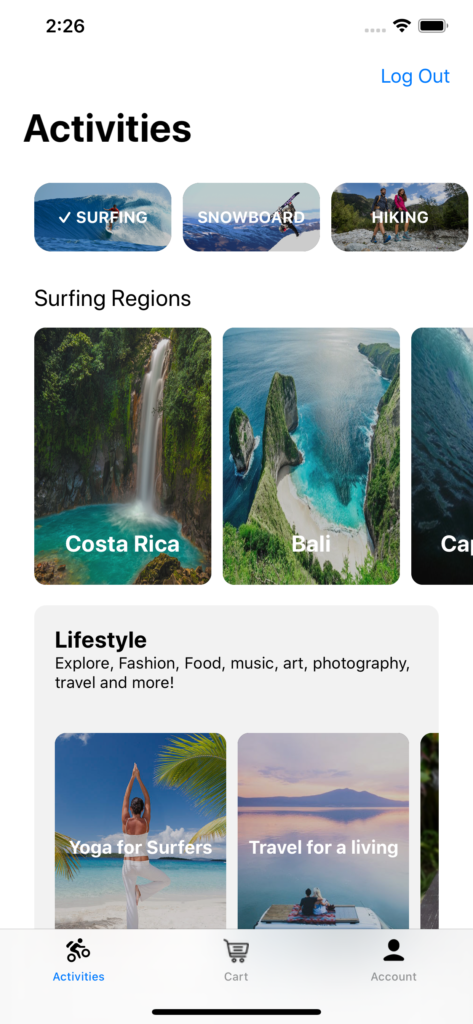 2:26
Log Out
Activities
✓ SURFING
SNOWBOARD
HIKING
Surfing Regions
Costa Rica
Bali
Cap
Lifestyle
Explore, Fashion, Food, music, art, photography,
travel and more!
Yoga for Surfers
Travel for a living
Activities
Cart
Account